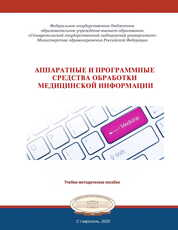 Федеральное государственное бюджетное
образовательное учреждение высшего образования
«Ставропольский государственный медицинский университет»
Министерства здравоохранения Российской Федерации
АППАРАТНЫЕ И ПРОГРАММНЫЕ
СРЕДСТВА ОБРАБОТКИ
МЕДИЦИНСКОЙ ИНФОРМАЦИИ
Medicine
Учебно-методическое пособие
Ставрополь, 2020